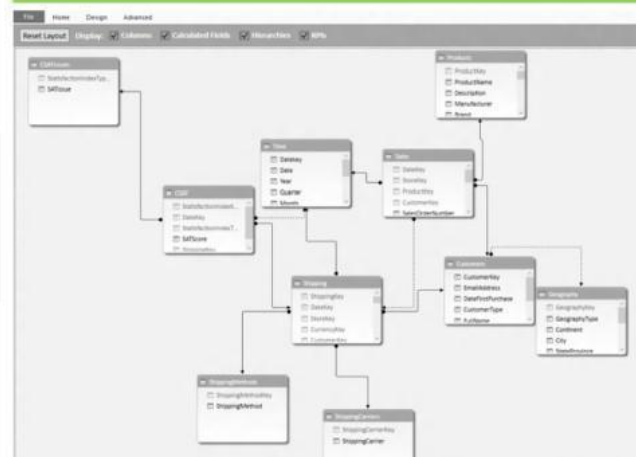 File Home Design Advanced
Reset Layout Display: Columns Calculated Fields Hierarchies KPIs
CSATIssues
SATIssue
Products
ProductKey
ProductName
Description
Manufacturer
Brand
Time
DateKey
Date
Year
Quarter
Month
DateKey
StoreKey
ProductKey
CustomerKey
SalesOrderNumber
CSAT
DateKey
SATScore
Shipping
ShippingKey
DateKey
StoreKey
CurrencyKey
CustomerKey
Customers
CustomerKey
EmailAddress
DateFirstPurchase
CustomerType
FullName
Geography
GeographyKey
GeographyType
Continent
City
StateProvince
ShippingMethods
ShippingMethodKey
ShippingMethod
ShippingCarriers
ShippingCarrierKey
ShippingCarrier